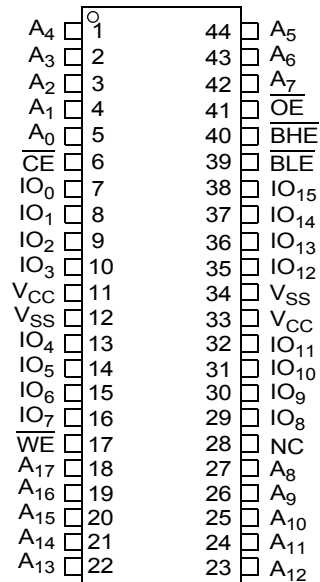 A4 1 44 A5
A3 2 43 A6
A2 3 42 A7
A1 4 41 OE
A0 5 40 BHE
CE 6 39 BLE
IO0 7 38 IO15
IO1 8 37 IO14
IO2 9 36 IO13
IO3 10 35 IO12
VCC 11 34 VSS
VSS 12 33 VCC
IO4 13 32 IO11
IO5 14 31 IO10
IO6 15 30 IO9
IO7 16 29 IO8
WE 17 28 NC
A17 18 27 A8
A16 19 26 A9
A15 20 25 A10
A14 21 24 A11
A13 22 23 A12